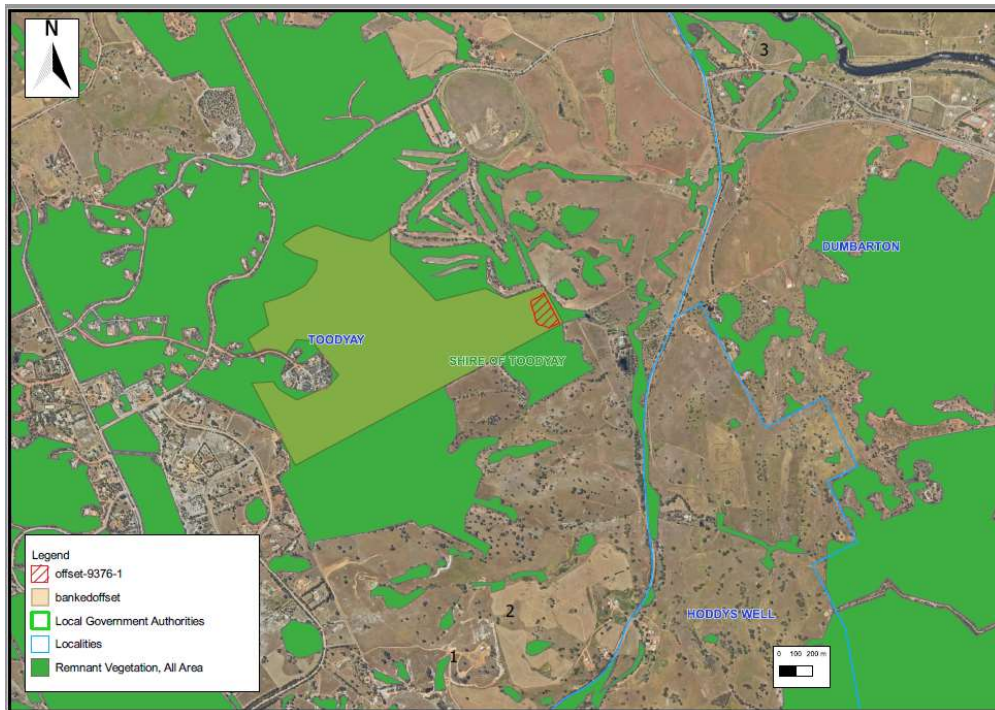 N
3
DUMBARTON
TOODYAY
SHIRE OF TOODYAY
Legend
offset-9376-1
bankedoffset
Local Government Authorities
Localities
Remnant Vegetation, All Area
2
1
HODDYS WELL
0 100 200 m